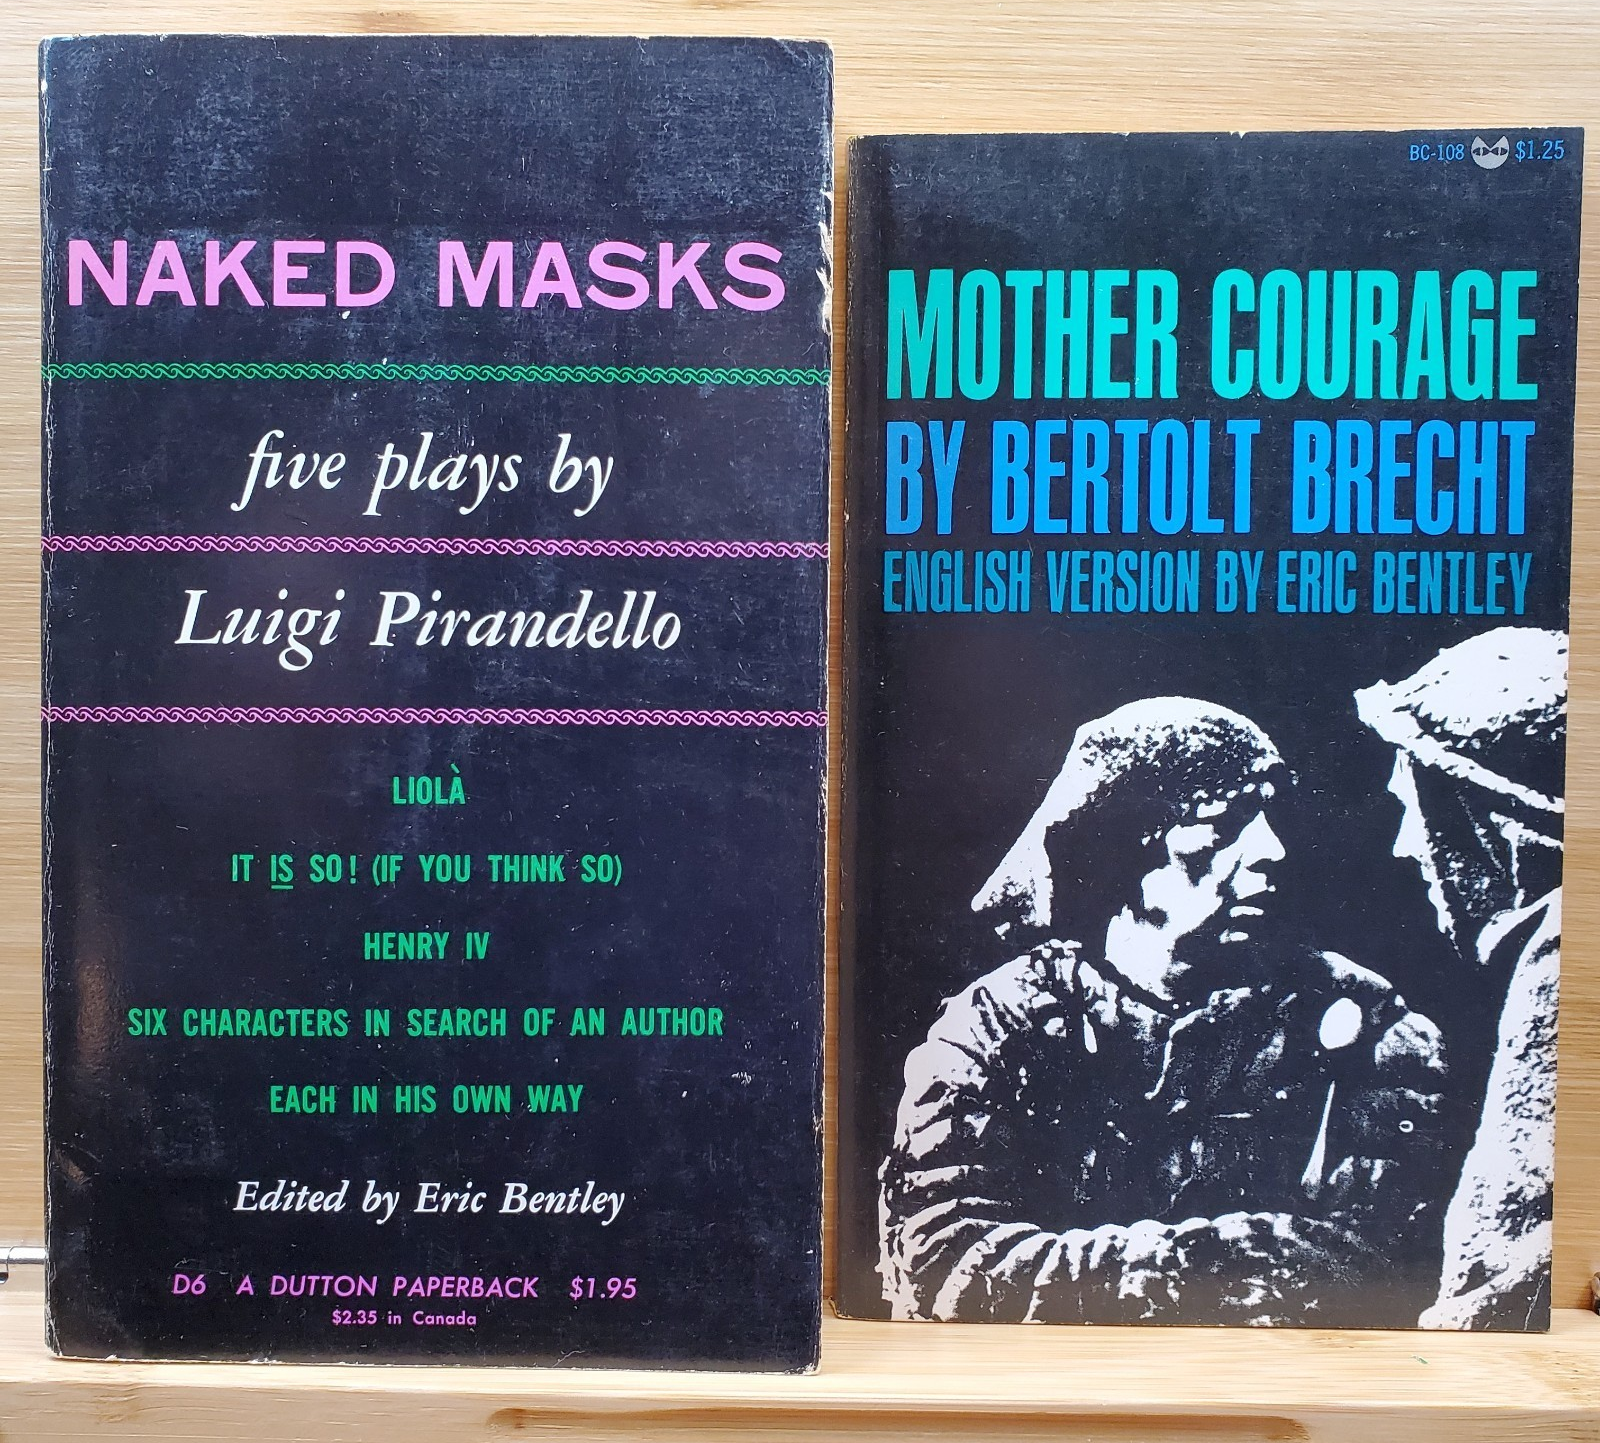 NAKED MASKS
five plays by
Luigi Pirandello
LIOLÀ
IT IS SO! (IF YOU THINK SO)
HENRY IV
SIX CHARACTERS IN SEARCH OF AN AUTHOR
EACH IN HIS OWN WAY
Edited by Eric Bentley
D6 A DUTTON PAPERBACK $1.95
$2.35 in Canada
BC-108 $1.25
MOTHER COURAGE
BY BERTOLT BRECHT
ENGLISH VERSION BY ERIC BENTLEY